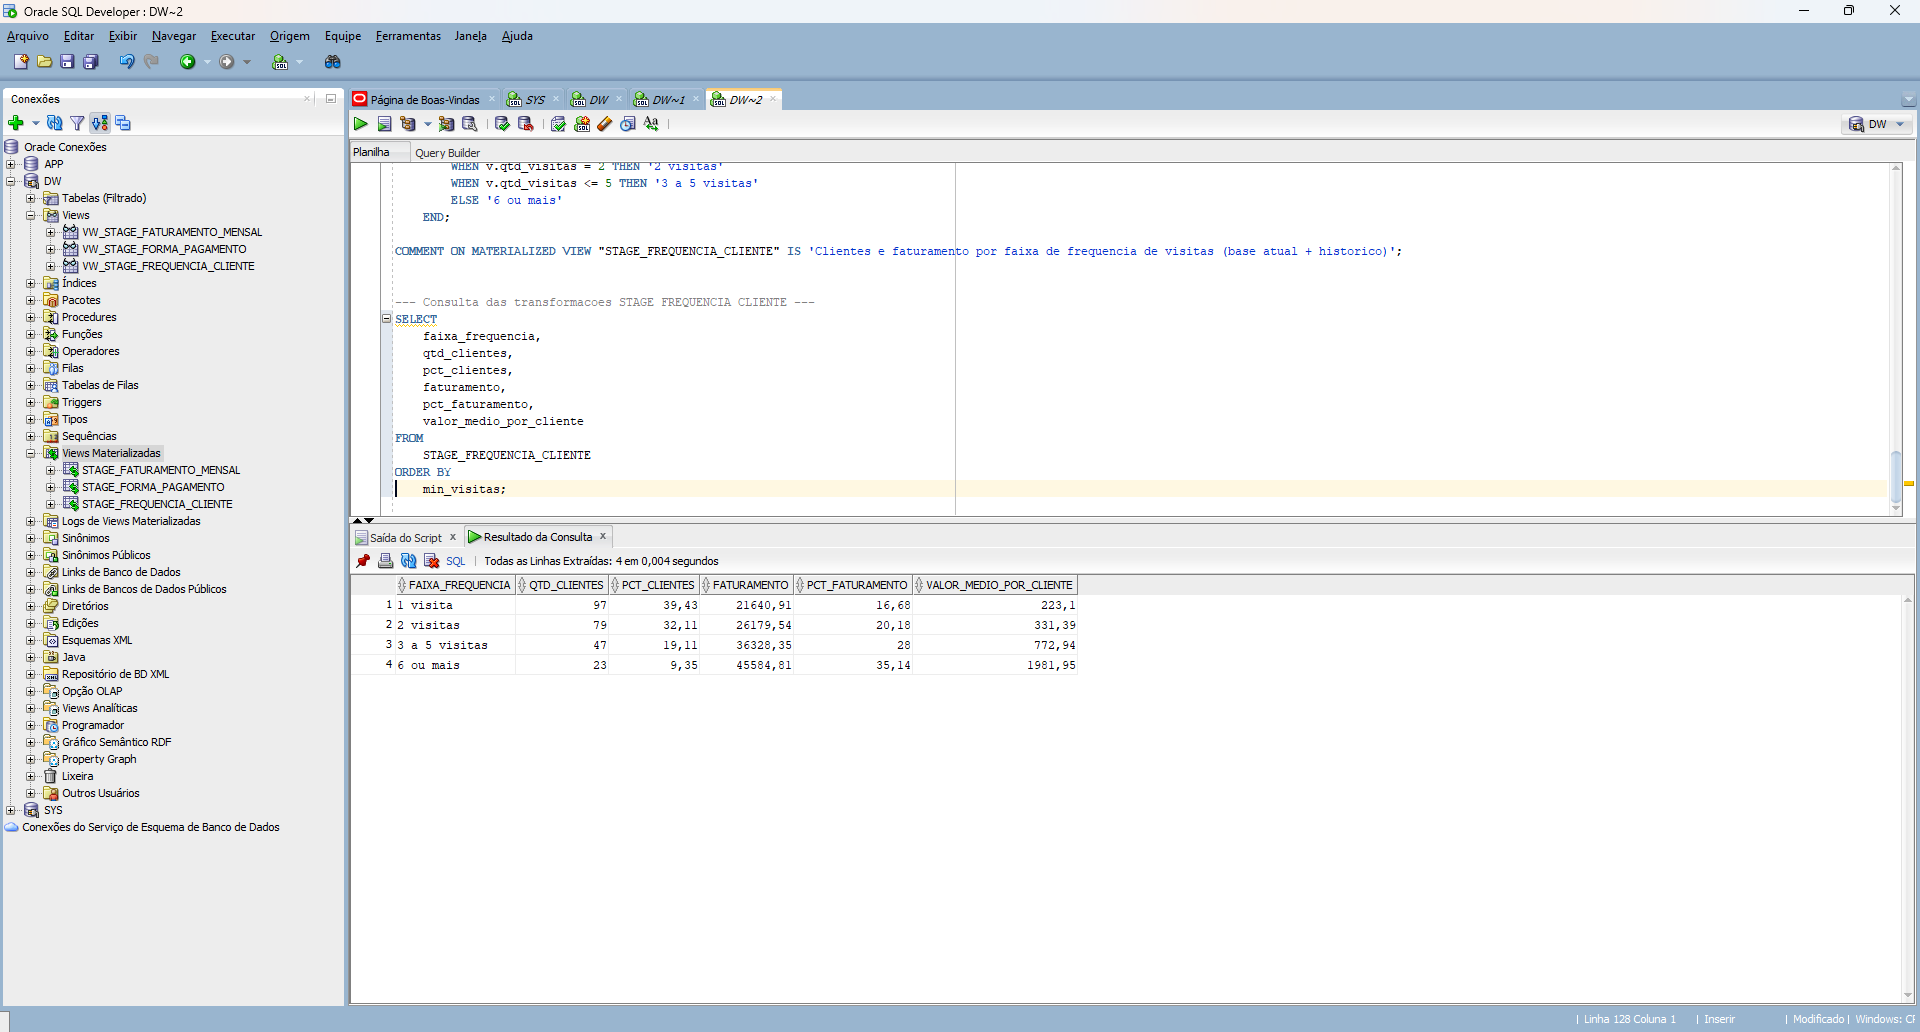 Oracle SQL Developer : DW~2
Arquivo Editar Exibir Navegar Executar Origem Equipe Ferramentas Janela Ajuda
Conexões
Oracle Conexões
APP
DW
Tabelas (Filtrado)
Views
VW_STAGE_FATURAMENTO_MENSAL
VW_STAGE_FORMA_PAGAMENTO
VW_STAGE_FREQUENCIA_CLIENTE
Índices
Pacotes
Procedures
Funções
Operadores
Filas
Tabelas de Filas
Triggers
Tipos
Sequências
Views Materializadas
STAGE_FATURAMENTO_MENSAL
STAGE_FORMA_PAGAMENTO
STAGE_FREQUENCIA_CLIENTE
Logs de Views Materializadas
Sinônimos
Sinônimos Públicos
Links de Banco de Dados
Links de Bancos de Dados Públicos
Diretórios
Edições
Esquemas XML
Java
Repositório de BD XML
Opção OLAP
Views Analíticas
Programador
Gráfico Semântico RDF
Property Graph
Lixeira
Outros Usuários
SYS
Conexões do Serviço de Esquema de Banco de Dados
Página de Boas-Vindas SYS DW DW~1 DW~2
DW
Planilha Query Builder
WHEN v.qtd_visitas = 2 THEN '2 visitas'
WHEN v.qtd_visitas <= 5 THEN '3 a 5 visitas'
ELSE '6 ou mais'
END;
COMMENT ON MATERIALIZED VIEW "STAGE_FREQUENCIA_CLIENTE" IS 'Clientes e faturamento por faixa de frequencia de visitas (base atual + historico)';
--- Consulta das transformacoes STAGE FREQUENCIA CLIENTE ---
SELECT
faixa_frequencia,
qtd_clientes,
pct_clientes,
faturamento,
pct_faturamento,
valor_medio_por_cliente
FROM
STAGE_FREQUENCIA_CLIENTE
ORDER BY
min_visitas;
Saída do Script Resultado da Consulta
SQL Todas as Linhas Extraídas: 4 em 0,004 segundos
FAIXA_FREQUENCIA QTD_CLIENTES PCT_CLIENTES FATURAMENTO PCT_FATURAMENTO VALOR_MEDIO_POR_CLIENTE
1 1 visita 97 39,43 21640,91 16,68 223,1
2 2 visitas 79 32,11 26179,54 20,18 331,39
3 3 a 5 visitas 47 19,11 36328,35 28 772,94
4 6 ou mais 23 9,35 45584,81 35,14 1981,95
Linha 128 Coluna 1 Inserir Modificado Windows: CF